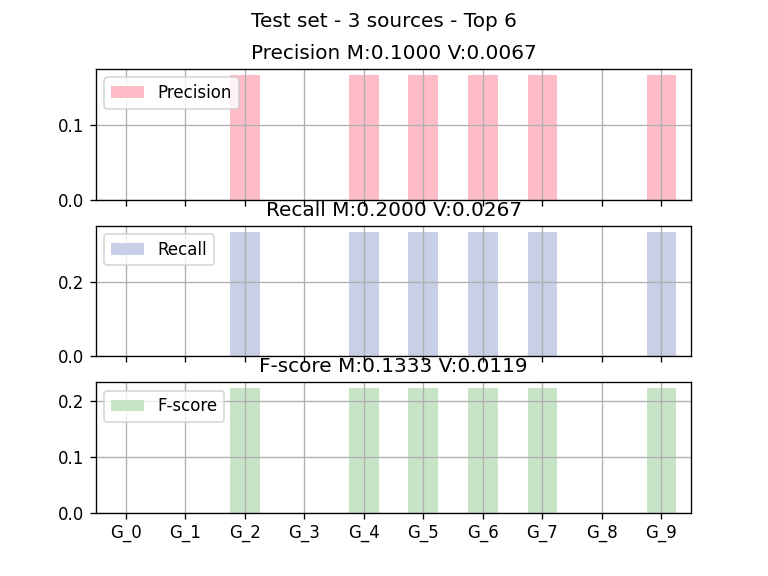 Test set - 3 sources - Top 6
Precision M:0.1000 V:0.0067
Precision
0.1
0.0
Recall M:0.2000 V:0.0267
Recall
0.2
0.0
F-score M:0.1333 V:0.0119
F-score
0.2
0.1
0.0
G_0 G_1 G_2 G_3 G_4 G_5 G_6 G_7 G_8 G_9